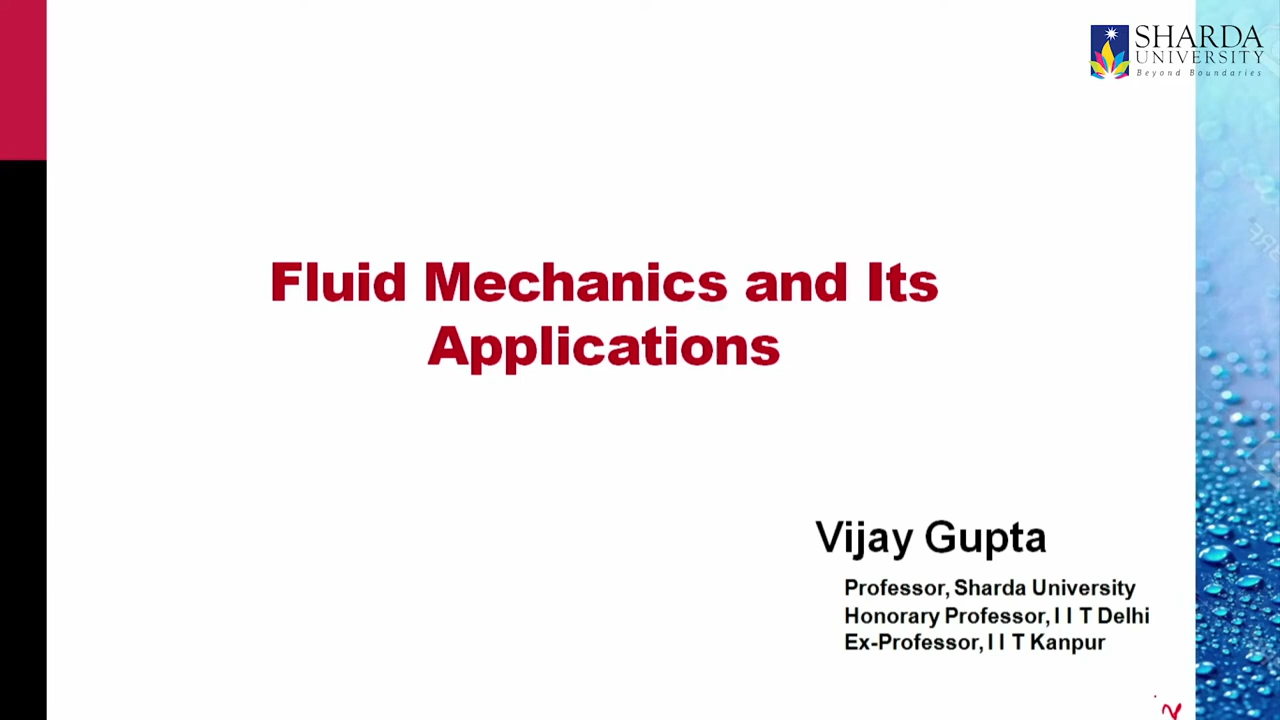 SHARDA
UNIVERSITY
Beyond Boundaries
Fluid Mechanics and Its
Applications
Vijay Gupta
Professor, Sharda University
Honorary Professor, I I T Delhi
Ex-Professor, I I T Kanpur